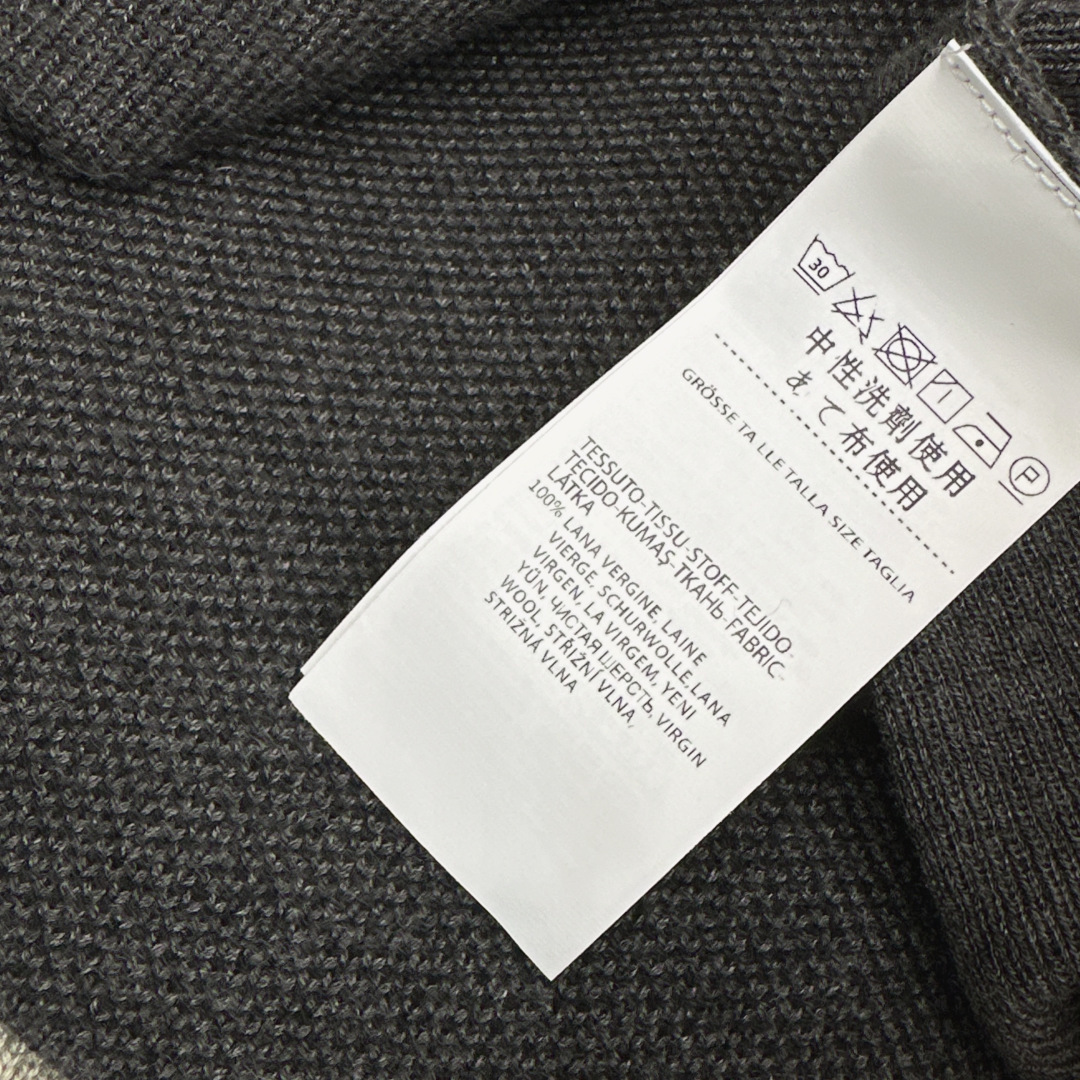 30
中性洗剤使用
あて布使用
P
GRÖSSE TA LLE TALLA SIZE TAGLIA
TESSUTO-TISSU-STOFF-TEJIDO-
TECIDO-KUMAŞ-ТКАНЬ-FABRIC-
LÁTKA
100% LANA VERGINE, LAINE
VIERGE, SCHURWOLLE,LANA
VIRGEN, LA VIRGEM, YENI
YÜN, ЧИСТАЯ ШЕРСТЬ, VIRGIN
WOOL, STŘIŽNÍ VLNA,
STRIŽNÁ VLNA